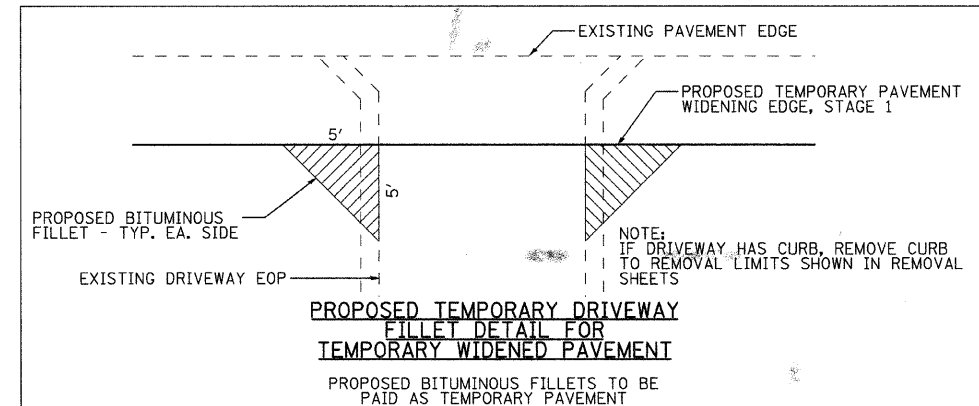 EXISTING PAVEMENT EDGE
PROPOSED TEMPORARY PAVEMENT
WIDENING EDGE, STAGE 1
5'
5'
PROPOSED BITUMINOUS
FILLET - TYP. EA. SIDE
NOTE:
IF DRIVEWAY HAS CURB, REMOVE CURB
TO REMOVAL LIMITS SHOWN IN REMOVAL
SHEETS
EXISTING DRIVEWAY EOP
PROPOSED TEMPORARY DRIVEWAY
FILLET DETAIL FOR
TEMPORARY WIDENED PAVEMENT
PROPOSED BITUMINOUS FILLETS TO BE
PAID AS TEMPORARY PAVEMENT